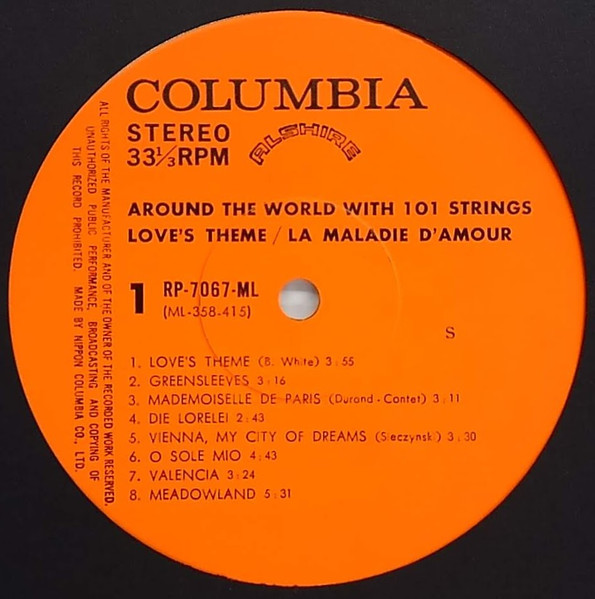 COLUMBIA
STEREO
33 1/3 RPM
ALSHIRE
AROUND THE WORLD WITH 101 STRINGS
LOVE'S THEME / LA MALADIE D'AMOUR
1 RP-7067-ML
(ML-358-415)
S
1. LOVE'S THEME (B. White) 3:55
2. GREENSLEEVES 3:16
3. MADEMOISELLE DE PARIS (Durand-Contet) 3:11
4. DIE LORELEI 2:43
5. VIENNA, MY CITY OF DREAMS (Sieczynski) 3:30
6. O SOLE MIO 4:43
7. VALENCIA 3:24
8. MEADOWLAND 5:31
ALL RIGHTS OF THE MANUFACTURER AND OF THE OWNER OF THE RECORDED WORK RESERVED.
UNAUTHORIZED PUBLIC PERFORMANCE, BROADCASTING AND COPYING OF
THIS RECORD PROHIBITED. MADE BY NIPPON COLUMBIA CO., LTD.